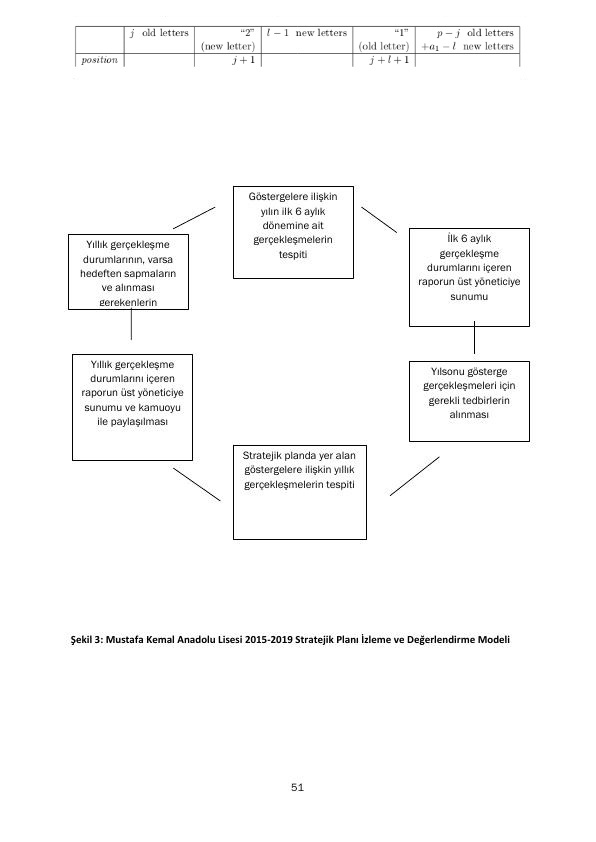 j old letters “2” l − 1 new letters “1” p − j old letters
(new letter) (old letter) +a₁ − l new letters
position j + 1 j + l + 1
Göstergelere ilişkin
yılın ilk 6 aylık
dönemine ait
gerçekleşmelerin
tespiti
İlk 6 aylık
gerçekleşme
durumlarını içeren
raporun üst yöneticiye
sunumu
Yılsonu gösterge
gerçekleşmeleri için
gerekli tedbirlerin
alınması
Stratejik planda yer alan
göstergelere ilişkin yıllık
gerçekleşmelerin tespiti
Yıllık gerçekleşme
durumlarını içeren
raporun üst yöneticiye
sunumu ve kamuoyu
ile paylaşılması
Yıllık gerçekleşme
durumlarının, varsa
hedeften sapmaların
ve alınması
gerekenlerin
Şekil 3: Mustafa Kemal Anadolu Lisesi 2015-2019 Stratejik Planı İzleme ve Değerlendirme Modeli
51